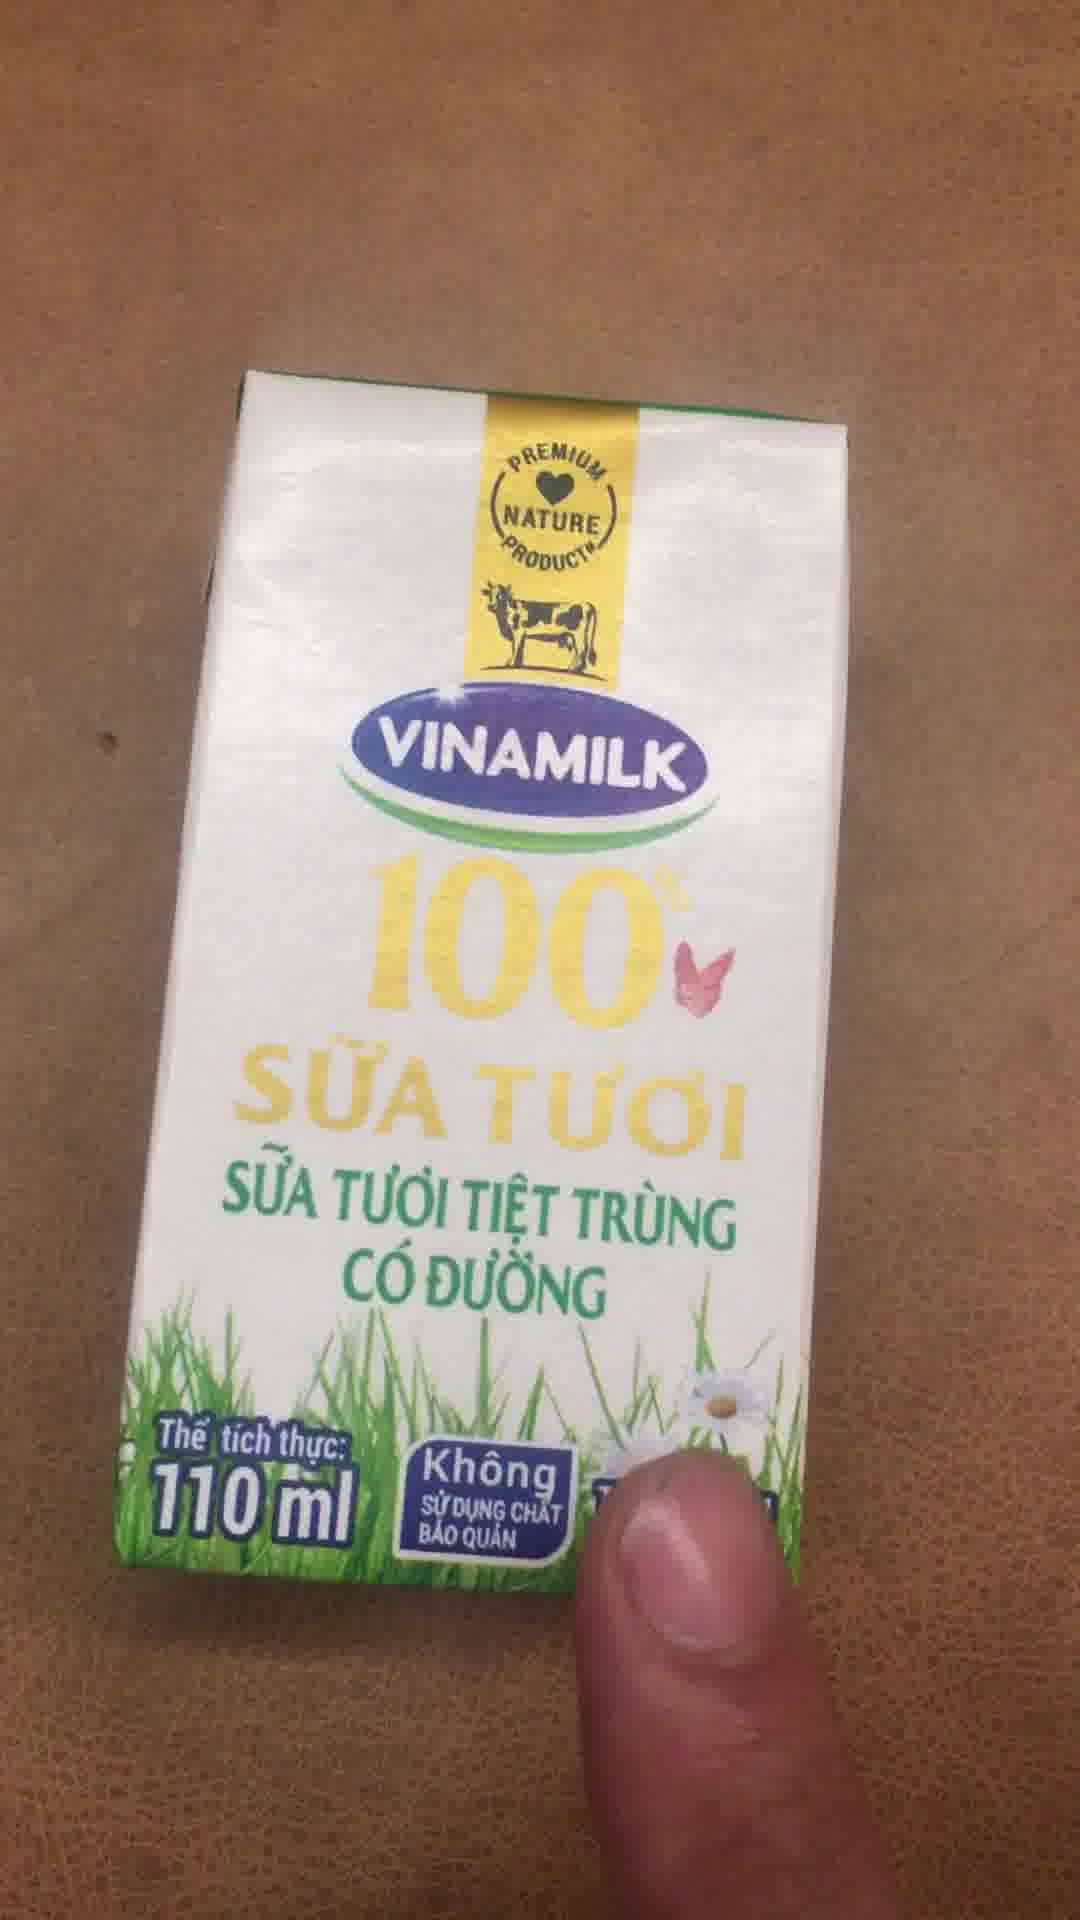 PREMIUM
NATURE
PRODUCT
VINAMILK
100%
SỮA TƯƠI
SỮA TƯƠI TIỆT TRÙNG
CÓ ĐƯỜNG
Thể tích thực:
110 ml
Không
SỬ DỤNG CHẤT
BẢO QUẢN